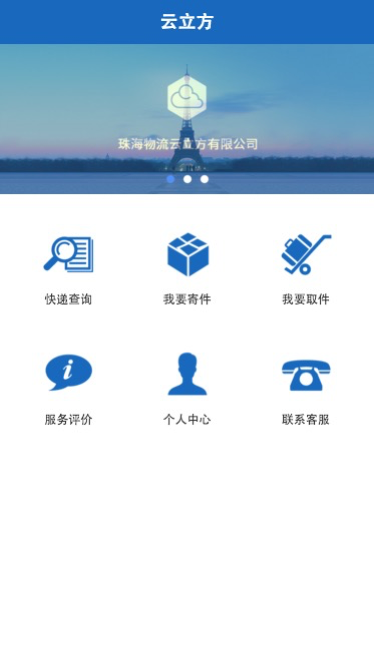 云立方
珠海物流云立方有限公司
快递查询
我要寄件
我要取件
i
服务评价
个人中心
联系客服